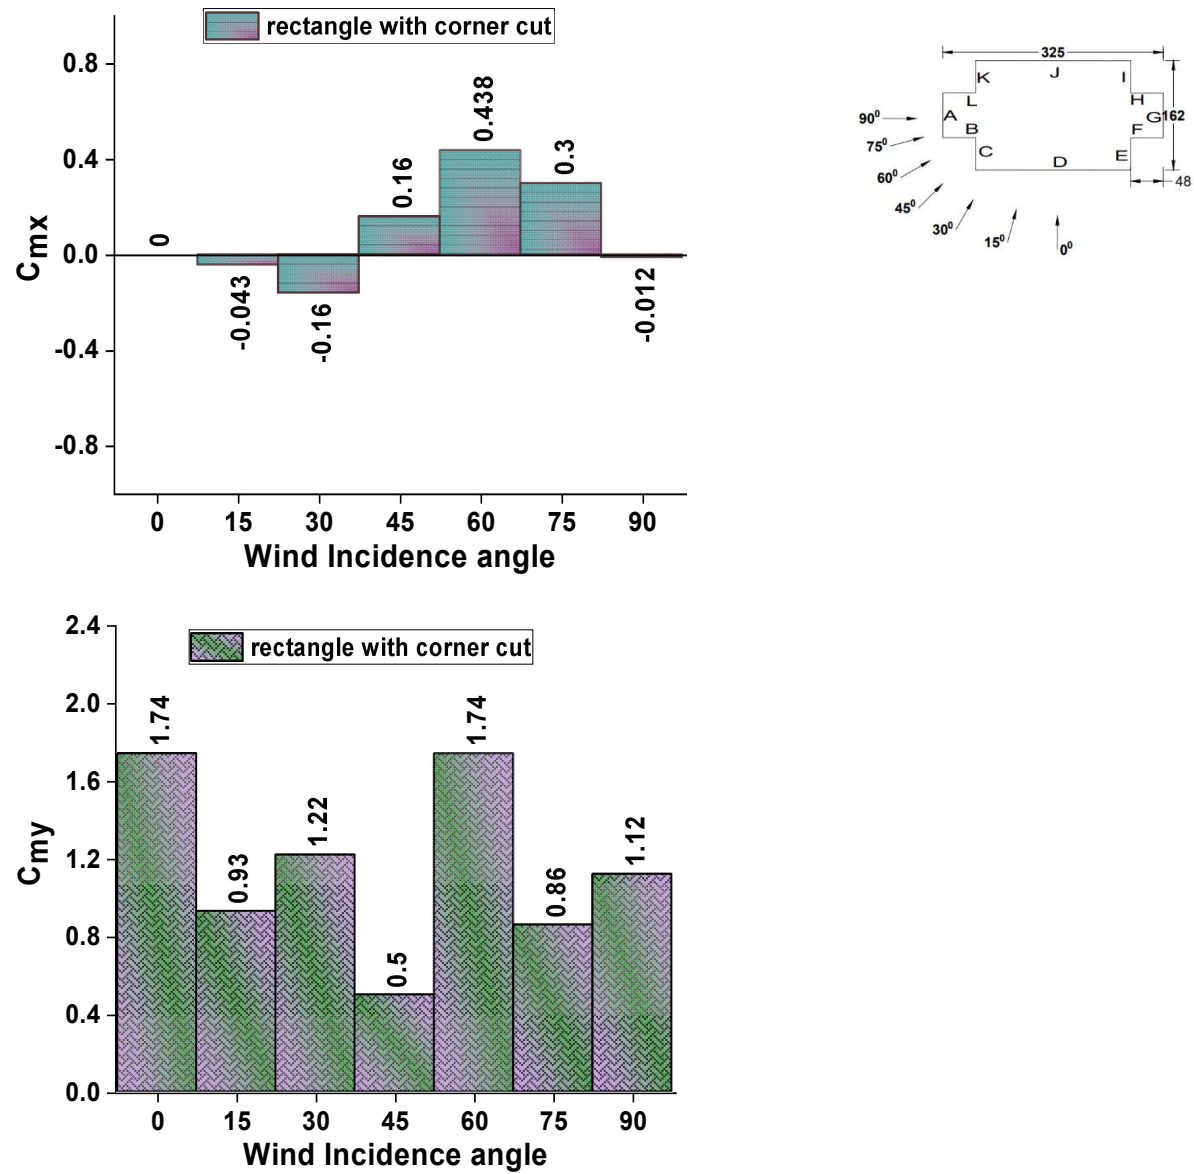 rectangle with corner cut
0.8
0.4
0.0
-0.4
-0.8
Cmx
0
-0.043
-0.16
0.16
0.438
0.3
-0.012
0 15 30 45 60 75 90
Wind Incidence angle
325
K J I
L H
A G 162
B F
C D E
48
90⁰
75⁰
60⁰
45⁰
30⁰
15⁰
0⁰
rectangle with corner cut
2.4
2.0
1.6
1.2
0.8
0.4
0.0
Cmy
1.74
0.93
1.22
0.5
1.74
0.86
1.12
0 15 30 45 60 75 90
Wind Incidence angle